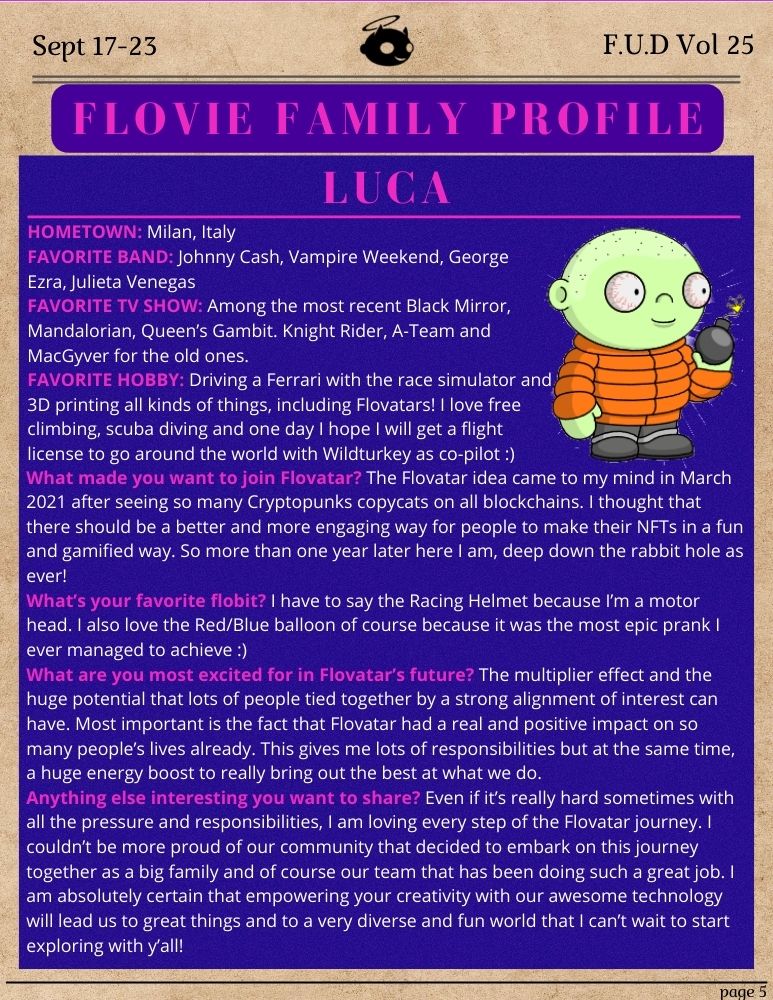 Sept 17-23
F.U.D Vol 25
FLOVIE FAMILY PROFILE
LUCA
HOMETOWN: Milan, Italy
FAVORITE BAND: Johnny Cash, Vampire Weekend, George
Ezra, Julieta Venegas
FAVORITE TV SHOW: Among the most recent Black Mirror,
Mandalorian, Queen’s Gambit. Knight Rider, A-Team and
MacGyver for the old ones.
FAVORITE HOBBY: Driving a Ferrari with the race simulator and
3D printing all kinds of things, including Flovatars! I love free
climbing, scuba diving and one day I hope I will get a flight
license to go around the world with Wildturkey as co-pilot :)
What made you want to join Flovatar? The Flovatar idea came to my mind in March
2021 after seeing so many Cryptopunks copycats on all blockchains. I thought that
there should be a better and more engaging way for people to make their NFTs in a fun
and gamified way. So more than one year later here I am, deep down the rabbit hole as
ever!
What’s your favorite flobit? I have to say the Racing Helmet because I’m a motor
head. I also love the Red/Blue balloon of course because it was the most epic prank I
ever managed to achieve :)
What are you most excited for in Flovatar’s future? The multiplier effect and the
huge potential that lots of people tied together by a strong alignment of interest can
have. Most important is the fact that Flovatar had a real and positive impact on so
many people’s lives already. This gives me lots of responsibilities but at the same time,
a huge energy boost to really bring out the best at what we do.
Anything else interesting you want to share? Even if it’s really hard sometimes with
all the pressure and responsibilities, I am loving every step of the Flovatar journey. I
couldn’t be more proud of our community that decided to embark on this journey
together as a big family and of course our team that has been doing such a great job. I
am absolutely certain that empowering your creativity with our awesome technology
will lead us to great things and to a very diverse and fun world that I can’t wait to start
exploring with y’all!
page 5